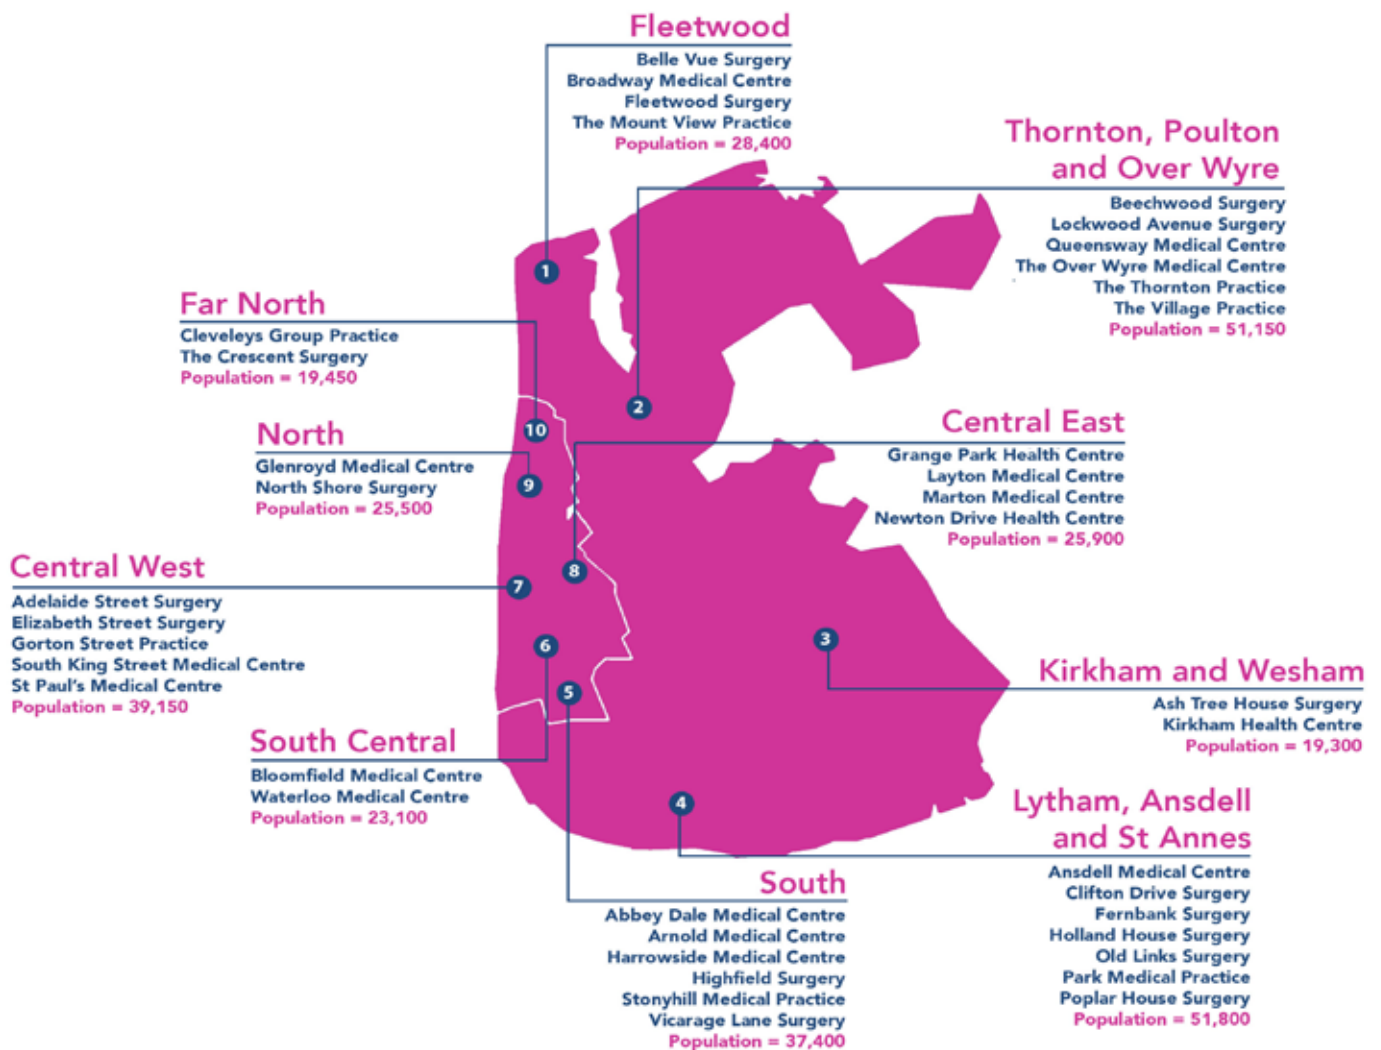 Fleetwood
Belle Vue Surgery
Broadway Medical Centre
Fleetwood Surgery
The Mount View Practice
Population = 28,400
Thornton, Poulton
and Over Wyre
Beechwood Surgery
Lockwood Avenue Surgery
Queensway Medical Centre
The Over Wyre Medical Centre
The Thornton Practice
The Village Practice
Population = 51,150
1
Far North
Cleveleys Group Practice
The Crescent Surgery
Population = 19,450
2
10
North
Glenroyd Medical Centre
North Shore Surgery
Population = 25,500
9
Central East
Grange Park Health Centre
Layton Medical Centre
Marton Medical Centre
Newton Drive Health Centre
Population = 25,900
8
Central West
Adelaide Street Surgery
Elizabeth Street Surgery
Gorton Street Practice
South King Street Medical Centre
St Paul's Medical Centre
Population = 39,150
7
6
3
Kirkham and Wesham
Ash Tree House Surgery
Kirkham Health Centre
Population = 19,300
5
South Central
Bloomfield Medical Centre
Waterloo Medical Centre
Population = 23,100
4
Lytham, Ansdell
and St Annes
Ansdell Medical Centre
Clifton Drive Surgery
Fernbank Surgery
Holland House Surgery
Old Links Surgery
Park Medical Practice
Poplar House Surgery
Population = 51,800
South
Abbey Dale Medical Centre
Arnold Medical Centre
Harrowside Medical Centre
Highfield Surgery
Stonyhill Medical Practice
Vicarage Lane Surgery
Population = 37,400